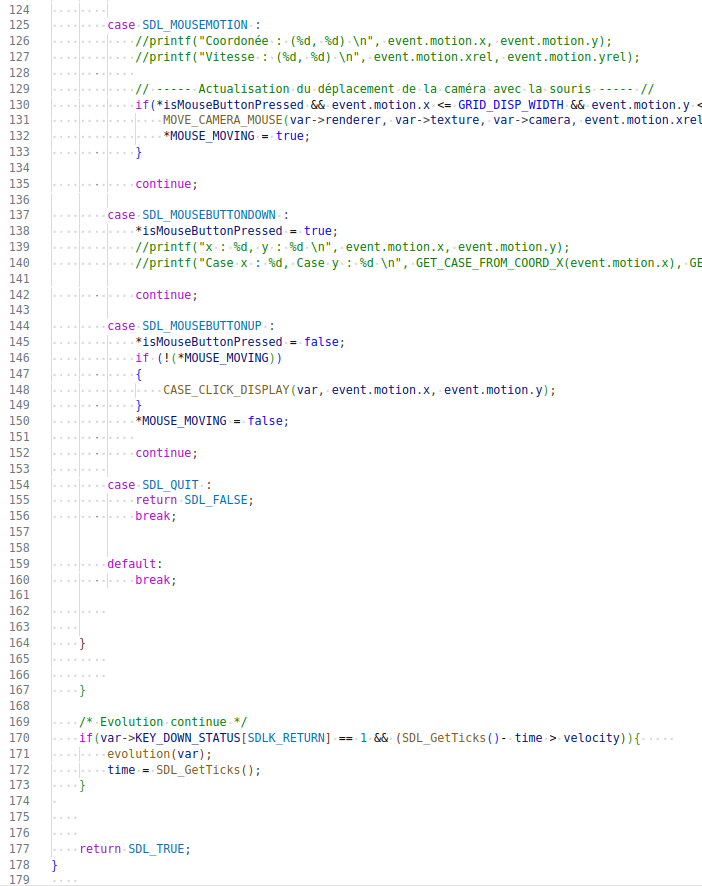 124
125 case SDL_MOUSEMOTION :
126 //printf("Coordonée : (%d, %d) \n", event.motion.x, event.motion.y);
127 //printf("Vitesse : (%d, %d) \n", event.motion.xrel, event.motion.yrel);
128
129 // ----- Actualisation du déplacement de la caméra avec la souris ----- //
130 if(*isMouseButtonPressed && event.motion.x <= GRID_DISP_WIDTH && event.motion.y <
131 MOVE_CAMERA_MOUSE(var->renderer, var->texture, var->camera, event.motion.xrel
132 *MOUSE_MOVING = true;
133 }
134
135 continue;
136
137 case SDL_MOUSEBUTTONDOWN :
138 *isMouseButtonPressed = true;
139 //printf("x : %d, y : %d \n", event.motion.x, event.motion.y);
140 //printf("Case x : %d, Case y : %d \n", GET_CASE_FROM_COORD_X(event.motion.x), GE
141
142 continue;
143
144 case SDL_MOUSEBUTTONUP :
145 *isMouseButtonPressed = false;
146 if (!(*MOUSE_MOVING))
147 {
148 CASE_CLICK_DISPLAY(var, event.motion.x, event.motion.y);
149 }
150 *MOUSE_MOVING = false;
151
152 continue;
153
154 case SDL_QUIT :
155 return SDL_FALSE;
156 break;
157
158
159 default:
160 break;
161
162
163
164 }
165
166
167 }
168
169 /* Evolution continue */
170 if(var->KEY_DOWN_STATUS[SDLK_RETURN] == 1 && (SDL_GetTicks()- time > velocity)){
171 evolution(var);
172 time = SDL_GetTicks();
173 }
174
175
176
177 return SDL_TRUE;
178 }
179